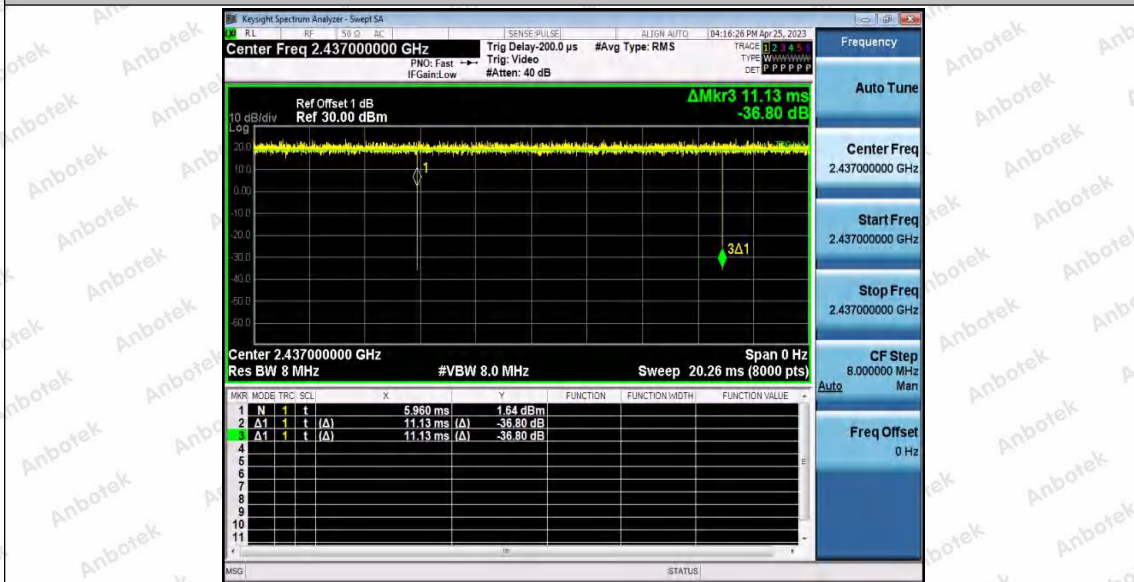 Keysight Spectrum Analyzer - Swept SA
RL RF 50 Ω AC SENSE:PULSE ALIGN AUTO 04:16:26 PM Apr 25, 2023
Center Freq 2.437000000 GHz
PNO: Fast
IFGain:Low
Trig Delay-200.0 µs
Trig: Video
#Atten: 40 dB
#Avg Type: RMS
TRACE 1 2 3 4 5 6
TYPE W
DET P P P P P P
ΔMkr3 11.13 ms
-36.80 dB
Ref Offset 1 dB
10 dB/div Ref 30.00 dBm
Log
20.0
10.0
0.00
-10.0
-20.0
-30.0
-40.0
-50.0
-60.0
1
3Δ1
Center 2.437000000 GHz Span 0 Hz
Res BW 8 MHz #VBW 8.0 MHz Sweep 20.26 ms (8000 pts)
MKR MODE TRC SCL X Y FUNCTION FUNCTION WIDTH FUNCTION VALUE
1 N 1 t 5.960 ms 1.64 dBm
2 Δ1 1 t (Δ) 11.13 ms (Δ) -36.80 dB
3 Δ1 1 t (Δ) 11.13 ms (Δ) -36.80 dB
4
5
6
7
8
9
10
11
MSG STATUS
Frequency
Auto Tune
Center Freq
2.437000000 GHz
Start Freq
2.437000000 GHz
Stop Freq
2.437000000 GHz
CF Step
8.000000 MHz
Auto Man
Freq Offset
0 Hz
Anbotek